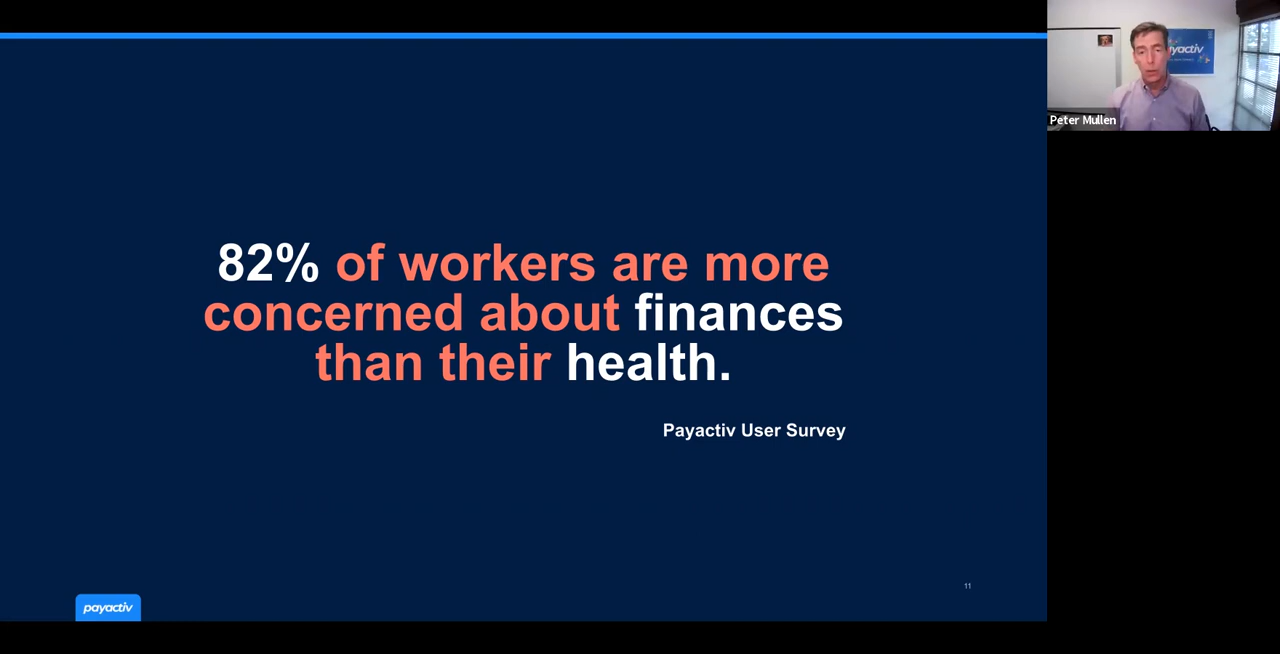 82% of workers are more
concerned about finances
than their health.
Payactiv User Survey
11
payactiv
Peter Mullen